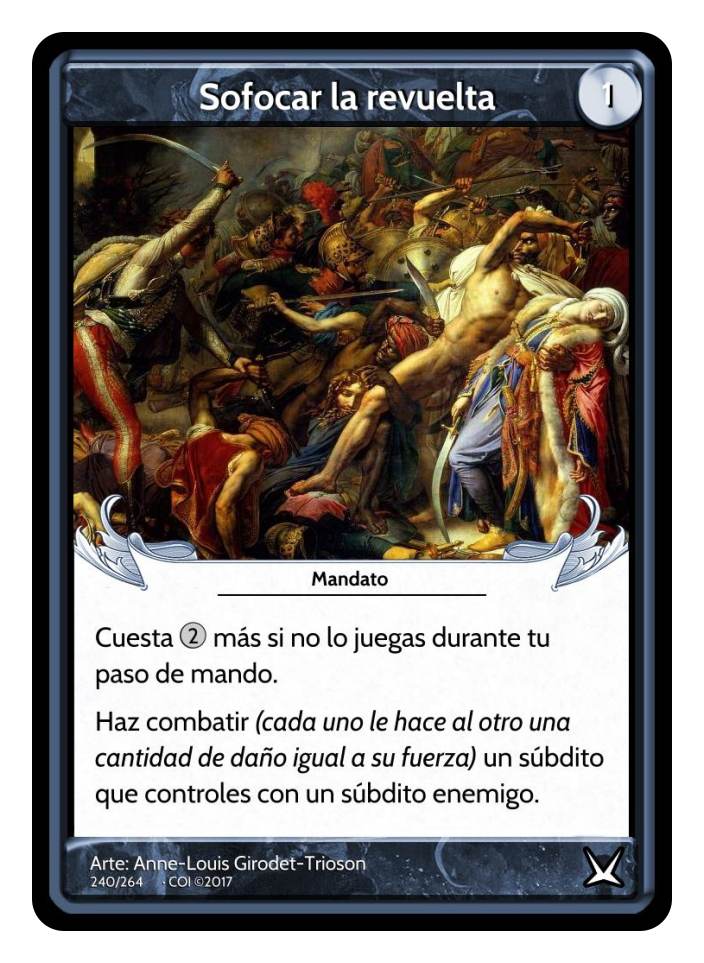 Sofocar la revuelta
1
Mandato
Cuesta 2 más si no lo juegas durante tu
paso de mando.
Haz combatir (cada uno le hace al otro una
cantidad de daño igual a su fuerza) un súbdito
que controles con un súbdito enemigo.
Arte: Anne-Louis Girodet-Trioson
240/264 · COI ©2017